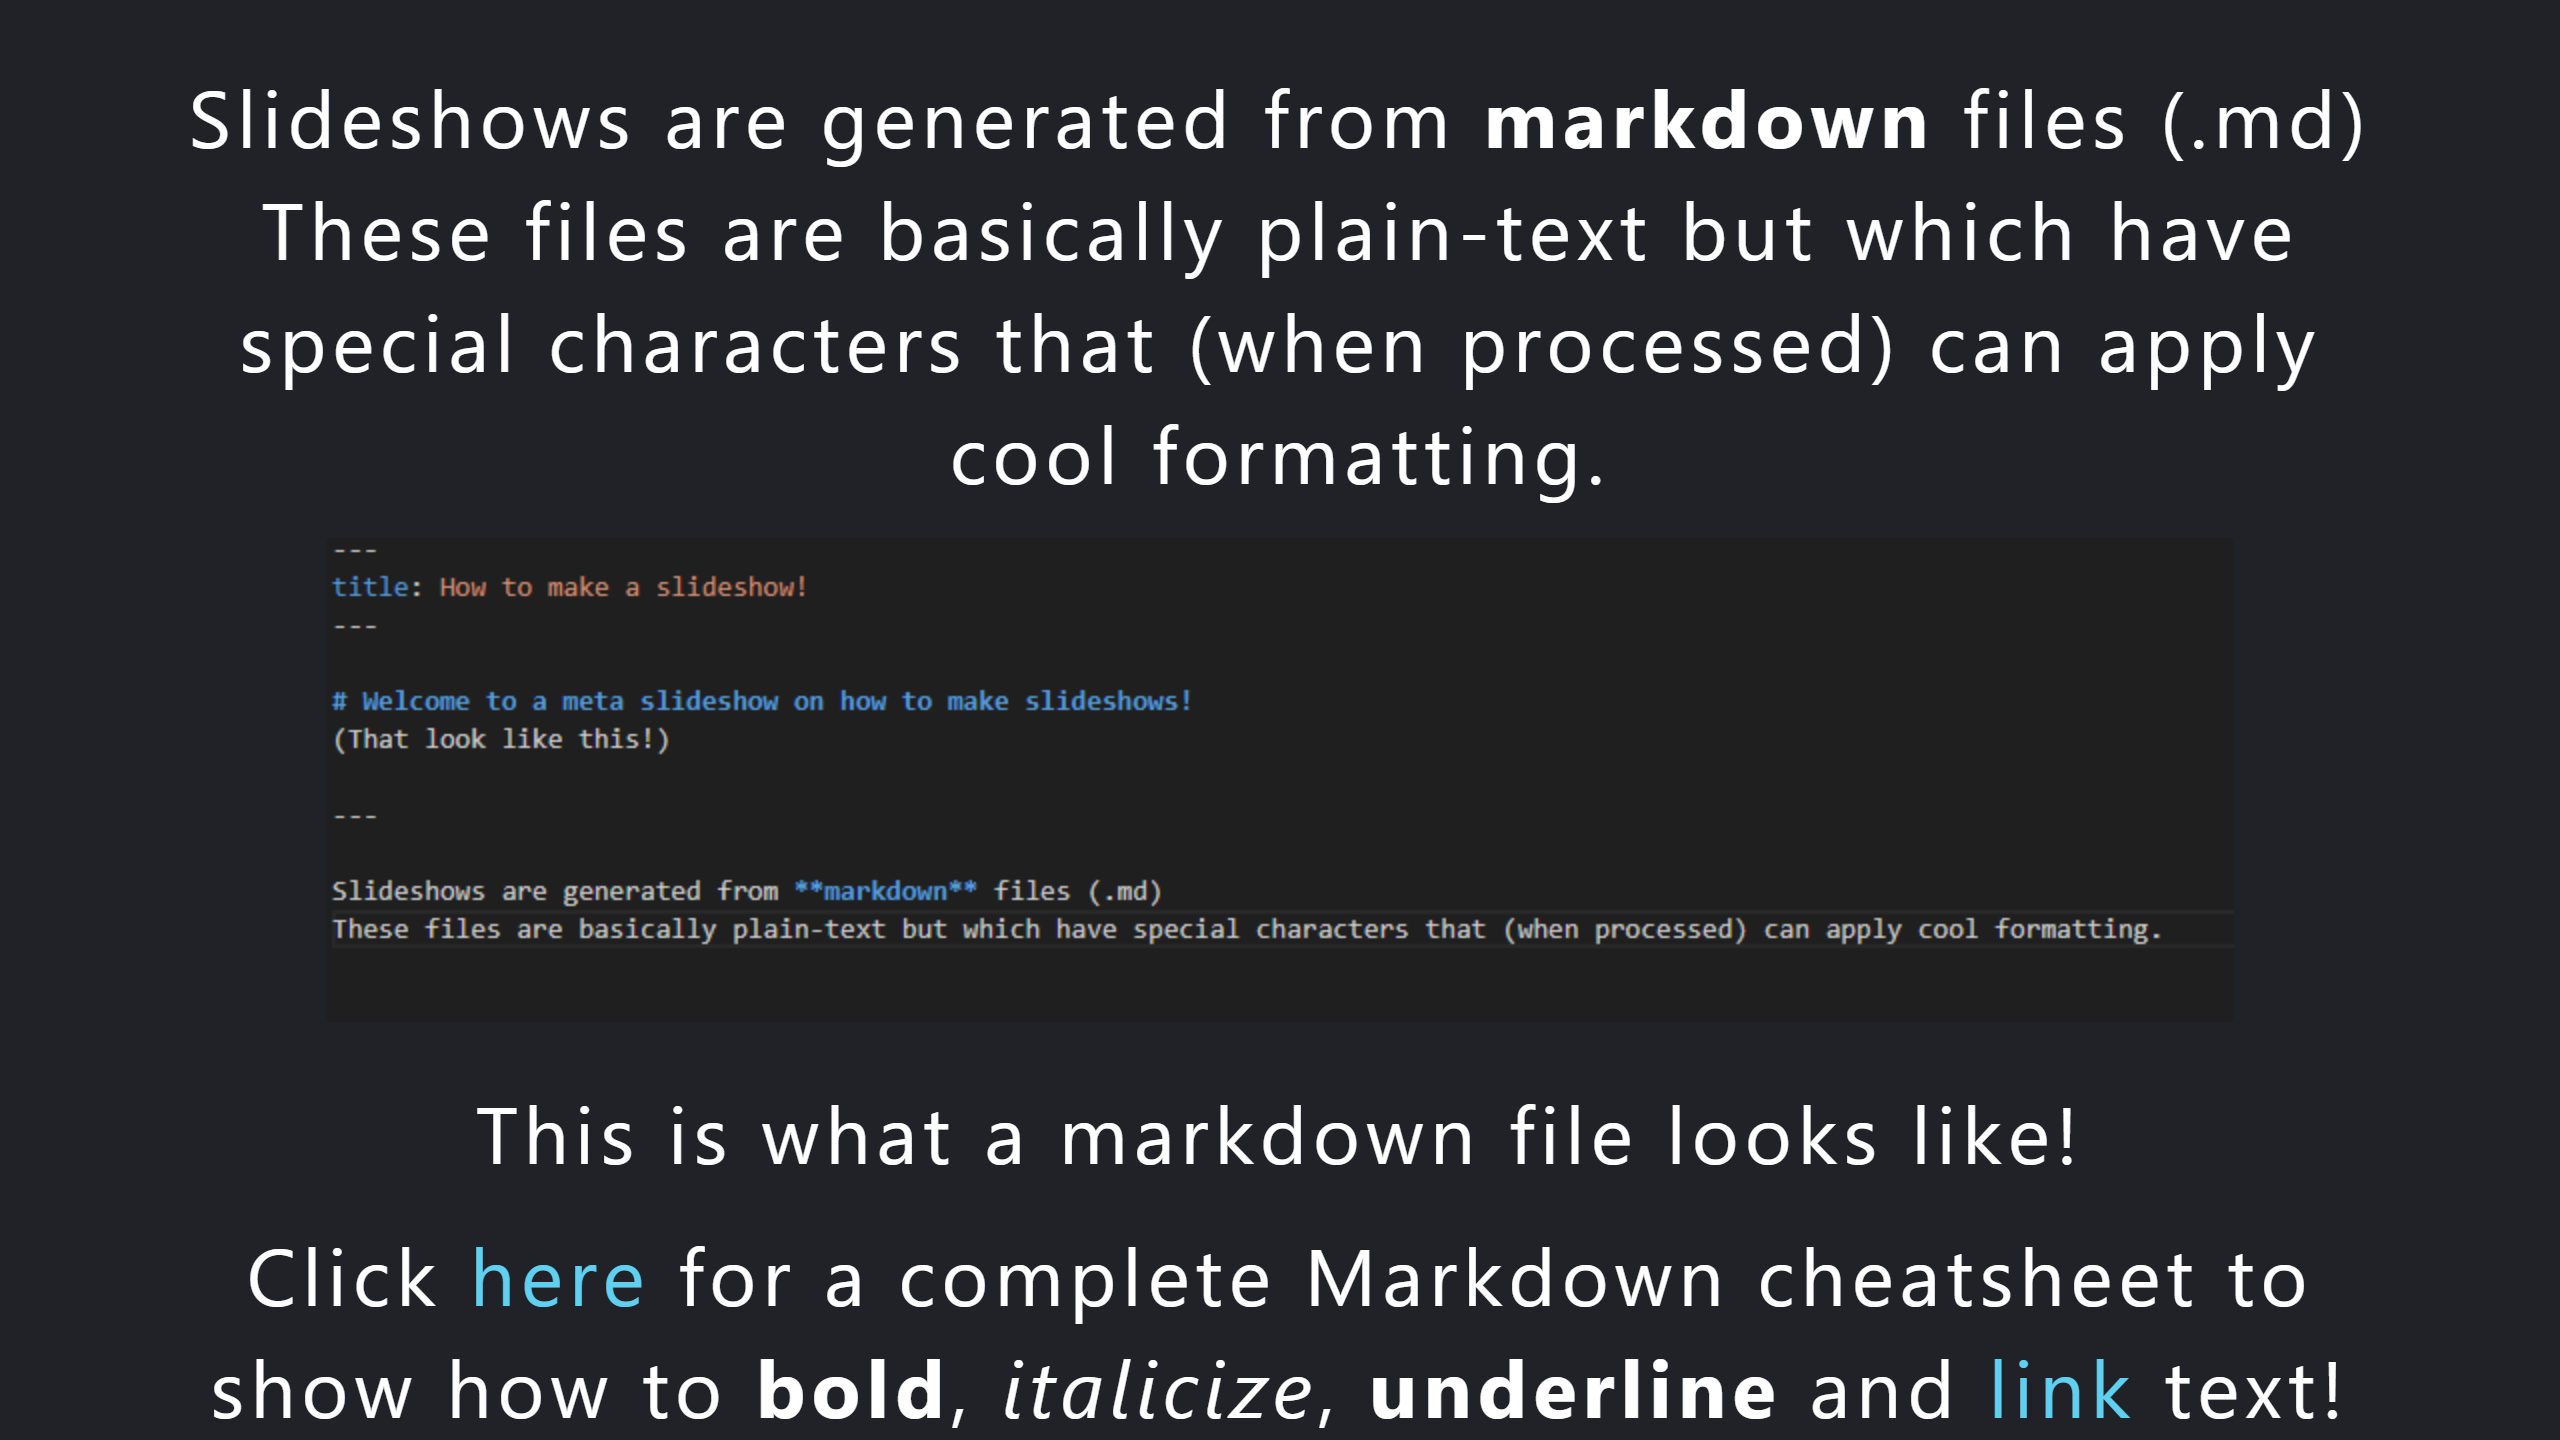 Slideshows are generated from markdown files (.md)
These files are basically plain-text but which have
special characters that (when processed) can apply
cool formatting.
---
title: How to make a slideshow!
---
# Welcome to a meta slideshow on how to make slideshows!
(That look like this!)
---
Slideshows are generated from **markdown** files (.md)
These files are basically plain-text but which have special characters that (when processed) can apply cool formatting.
This is what a markdown file looks like!
Click here for a complete Markdown cheatsheet to
show how to bold, italicize, underline and link text!